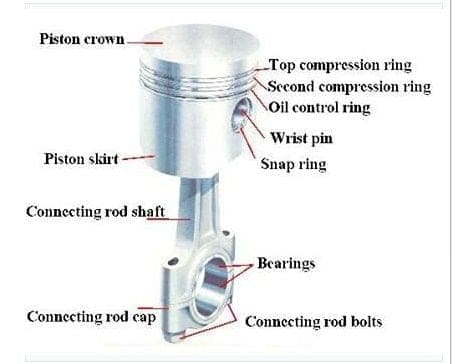 Piston crown
Top compression ring
Second compression ring
Oil control ring
Wrist pin
Snap ring
Piston skirt
Connecting rod shaft
Bearings
Connecting rod cap
Connecting rod bolts